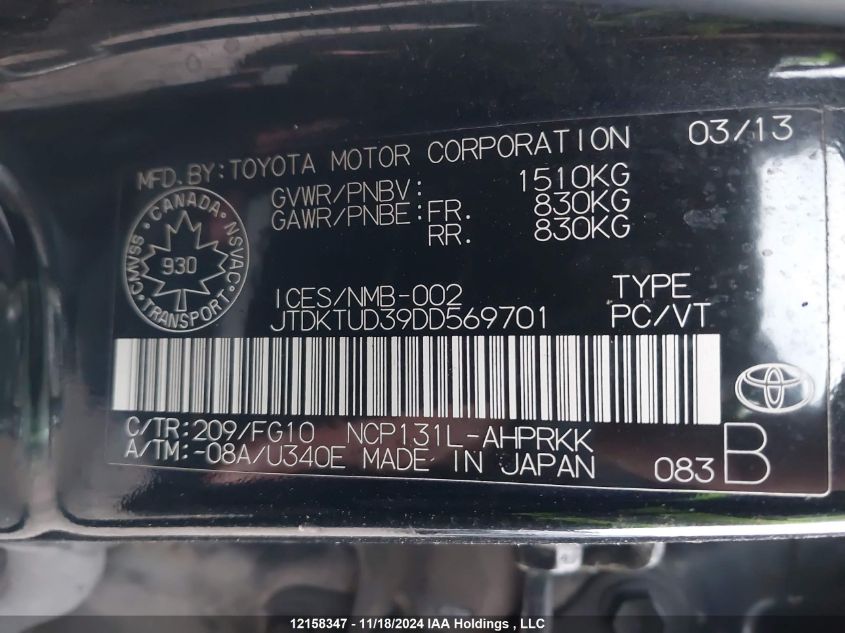 MFD.BY:TOYOTA MOTOR CORPORATION 03/13
GVWR/PNBV: 1510KG
GAWR/PNBE:FR. 830KG
RR. 830KG
CANADA
CMVSS 930 NSVAC
TRANSPORT
ICES/NMB-002 TYPE
JTDKTUD39DD569701 PC/VT
C/TR:209/FG10 NCP131L-AHPRKK
A/TM:-08A/U340E MADE IN JAPAN 083 B
12158347 - 11/18/2024 IAA Holdings , LLC